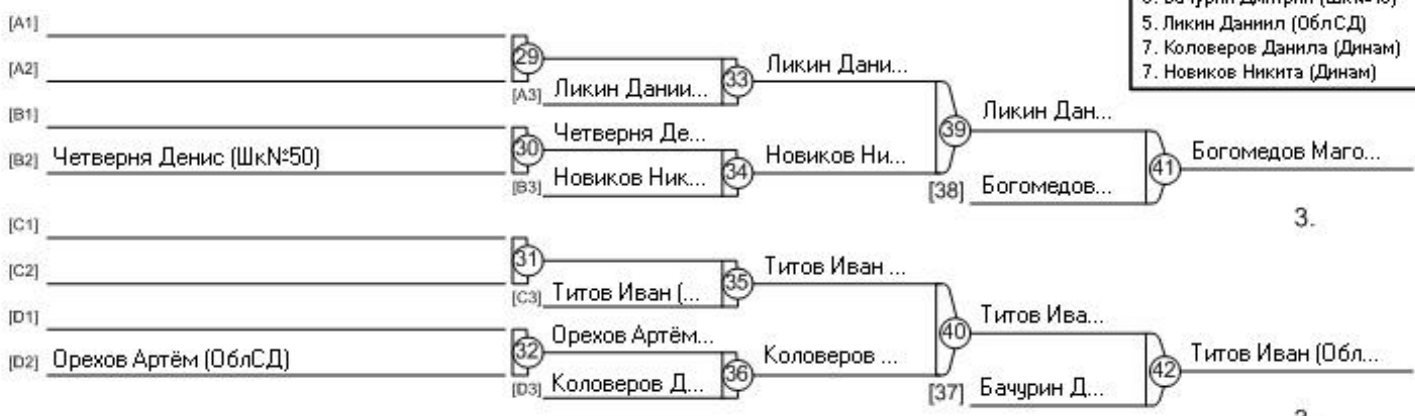 5. Ликин Даниил (ОблСД)
7. Коловеров Данила (Динам)
7. Новиков Никита (Динам)
[A1]
[A2]
29
[A3] Ликин Дании...
33
Ликин Дани...
[B1]
[B2] Четверня Денис (ШкN:50)
30
Четверня Де...
[B3] Новиков Ник...
34
Новиков Ни...
39
Ликин Дан...
[38] Богомедов...
41
Богомедов Маго...
3.
[C1]
[C2]
31
[C3] Титов Иван (...
35
Титов Иван ...
[D1]
[D2] Орехов Артём (ОблСД)
32
Орехов Артём...
[D3] Коловеров Д...
36
Коловеров ...
40
Титов Ива...
[37] Бачурин Д...
42
Титов Иван (Обл...